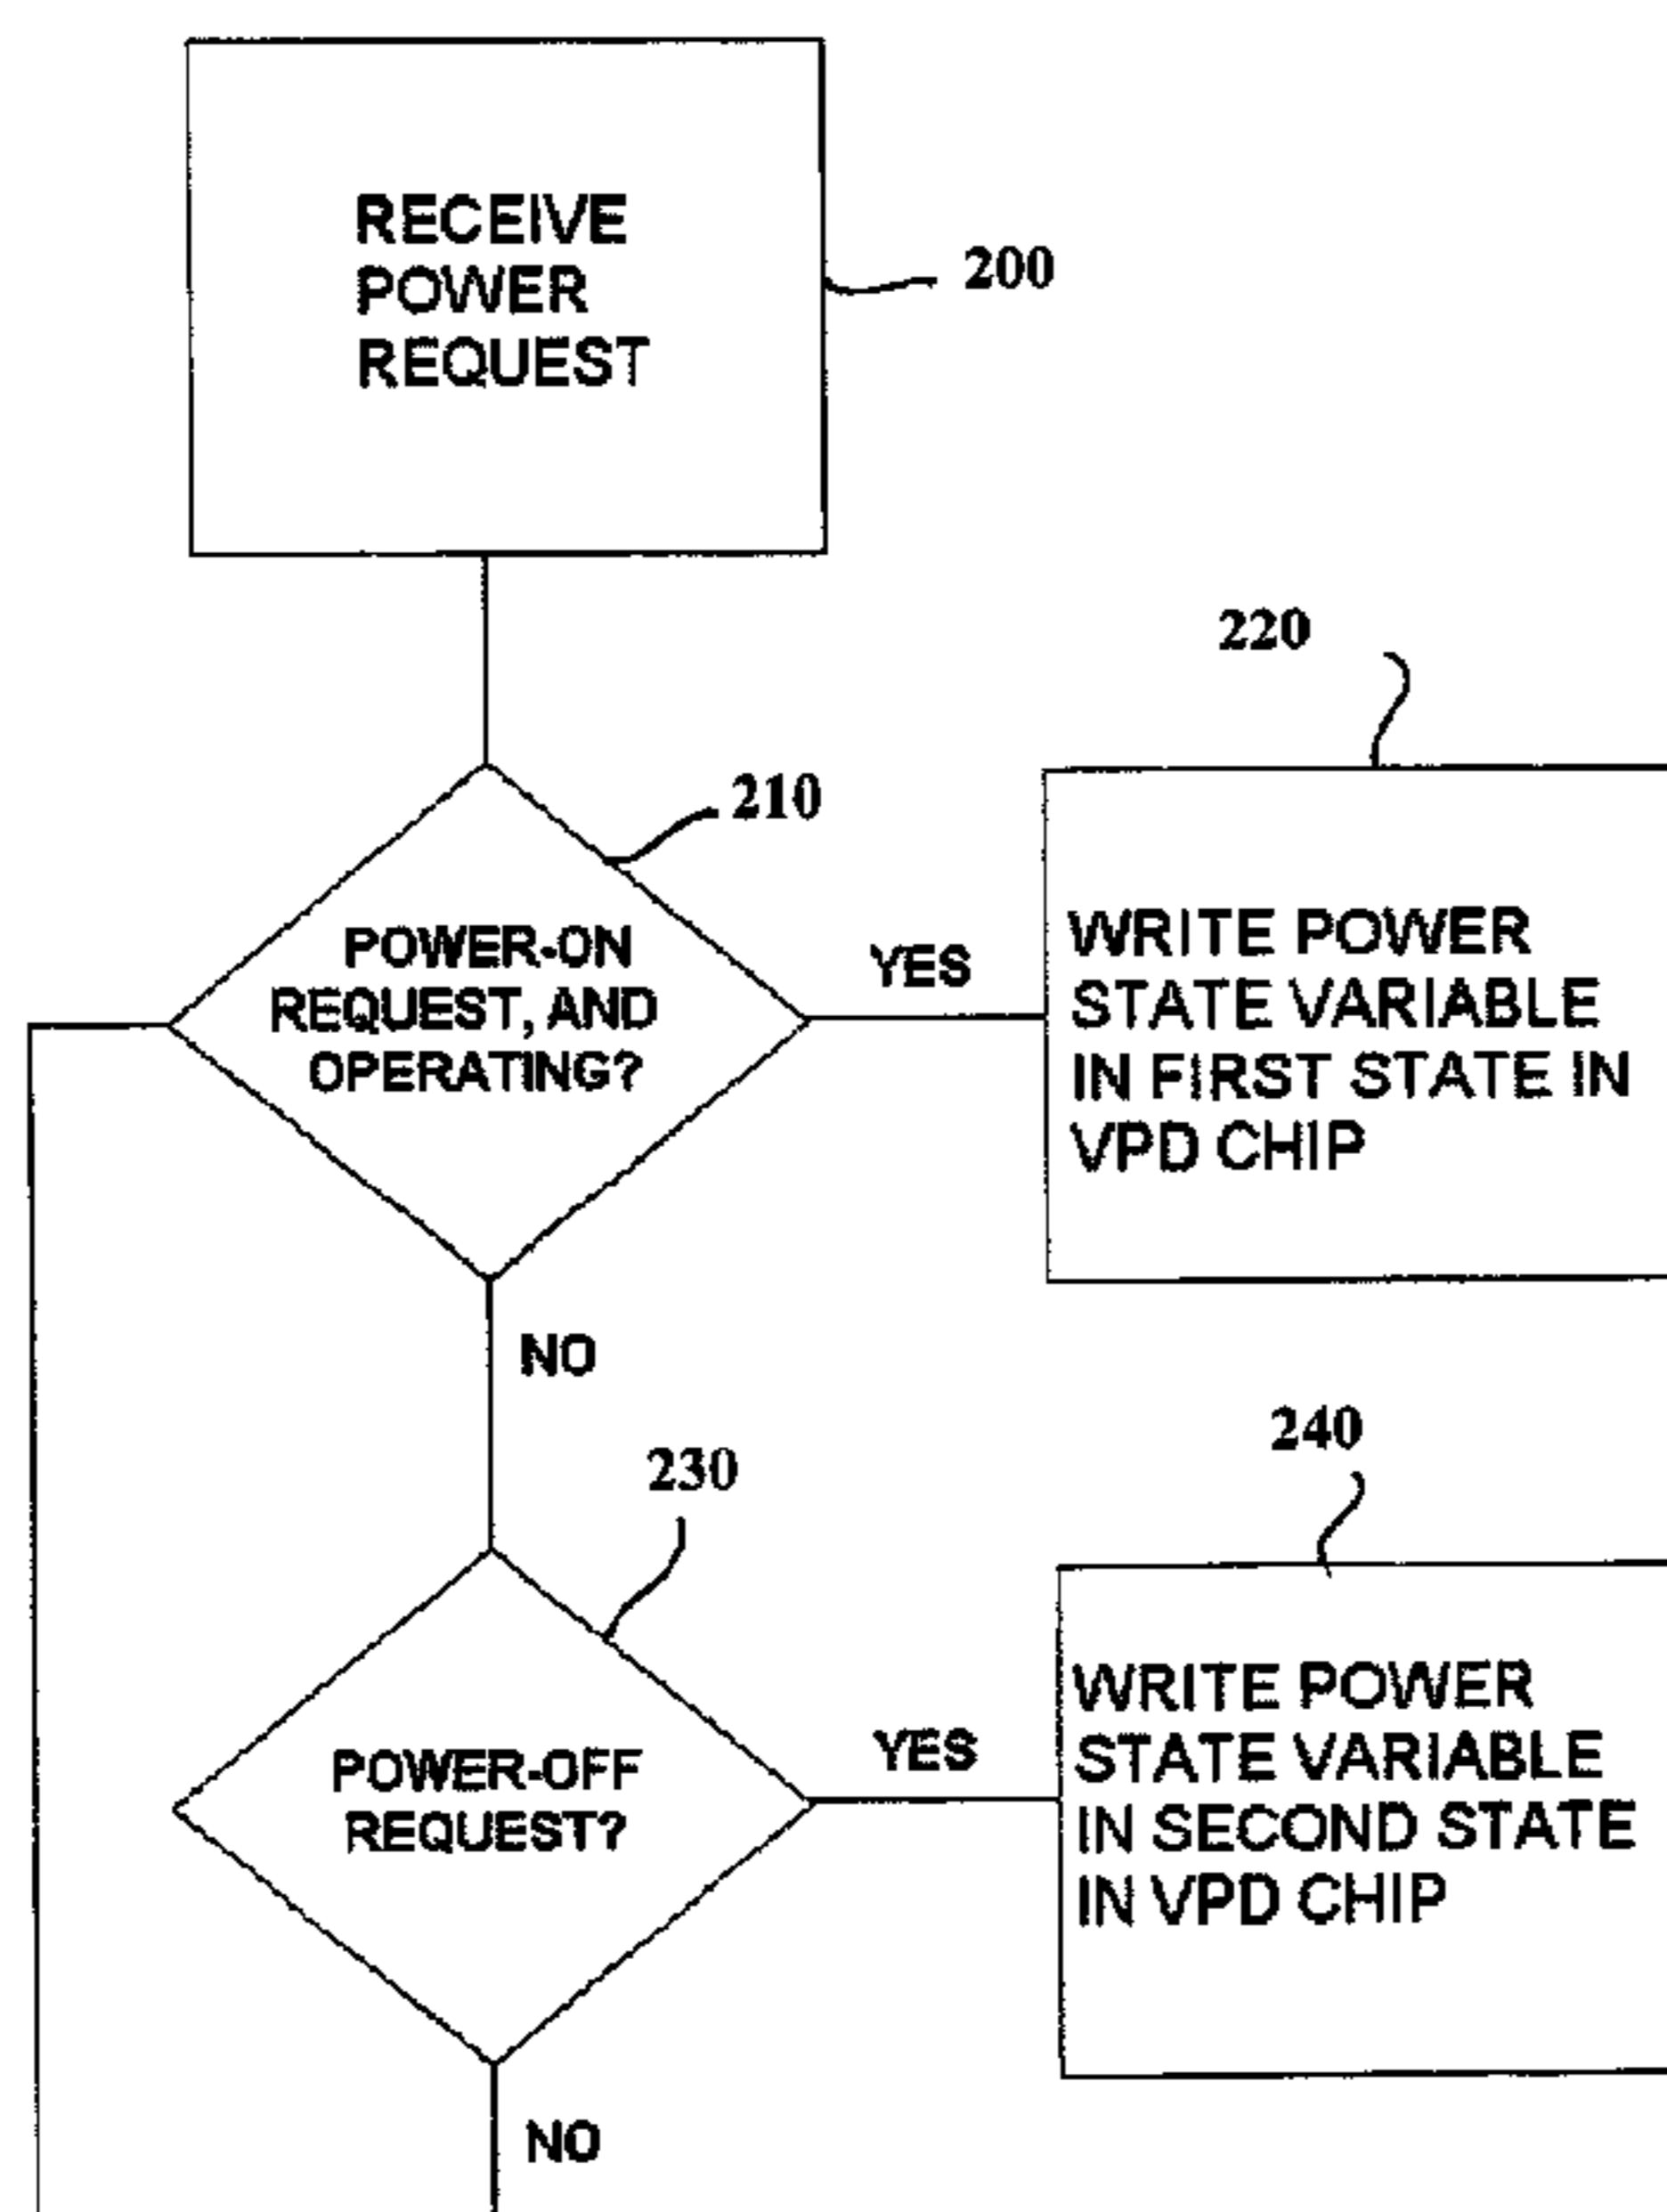 RECEIVE
POWER
REQUEST
200
220
210
POWER-ON
REQUEST, AND
OPERATING?
YES
WRITE POWER
STATE VARIABLE
IN FIRST STATE IN
VPD CHIP
NO
240
230
POWER-OFF
REQUEST?
YES
WRITE POWER
STATE VARIABLE
IN SECOND STATE
IN VPD CHIP
NO